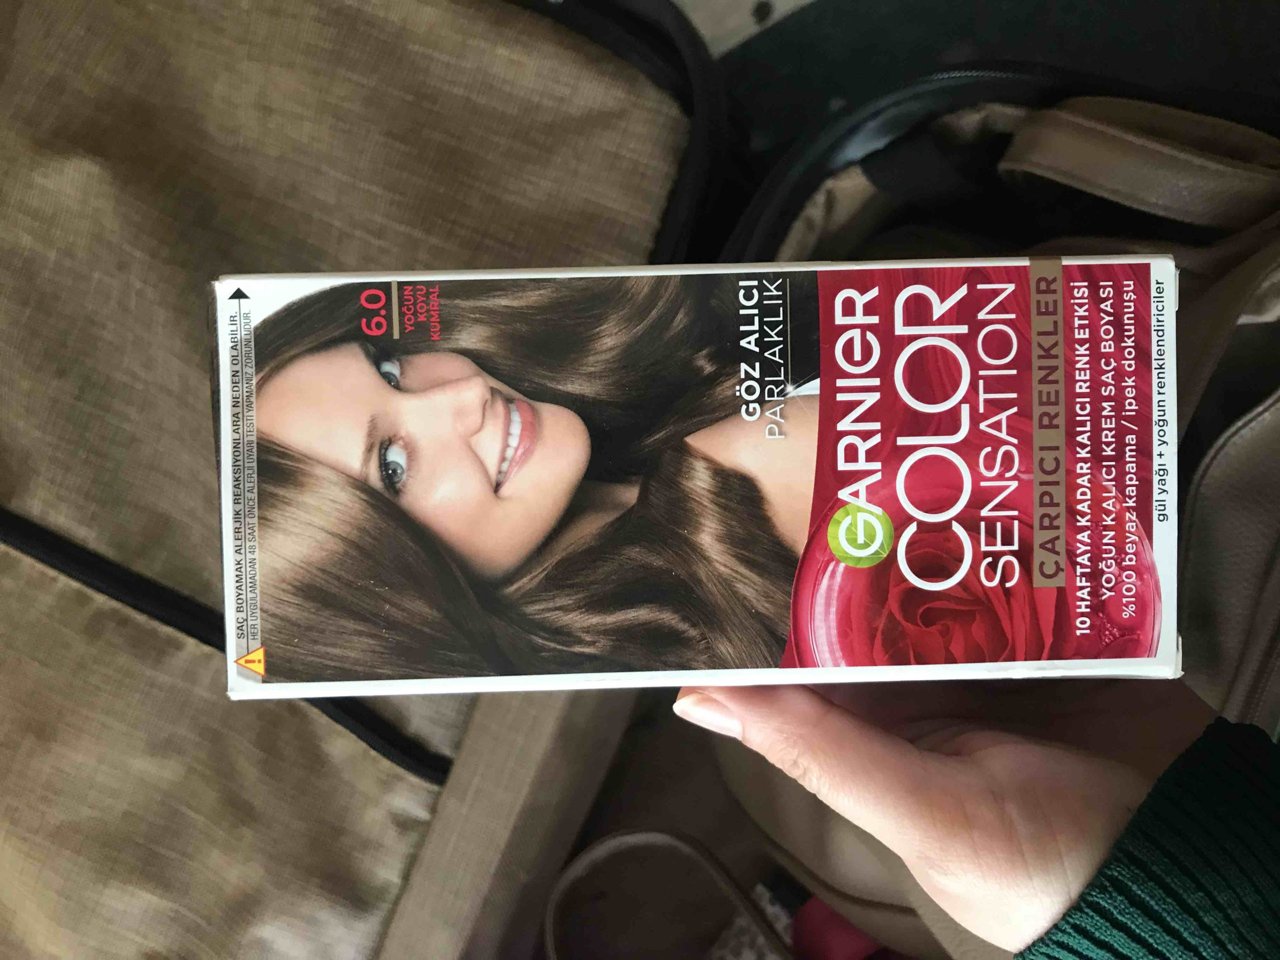 SAÇ BOYAMAK ALERJİK REAKSİYONLARA NEDEN OLABİLİR.
HER UYGULAMADAN 48 SAAT ÖNCE ALERJİ UYARI TESTİ YAPMANIZ ZORUNLUDUR.
6.0
YOĞUN
KOYU
KUMRAL
GÖZ ALICI
PARLAKLIK
GARNIER
COLOR
SENSATION
ÇARPICI RENKLER
10 HAFTAYA KADAR KALICI RENK ETKİSİ
YOĞUN KALICI KREM SAÇ BOYASI
%100 beyaz kapama / ipek dokunuşu
gül yağı + yoğun renklendiriciler